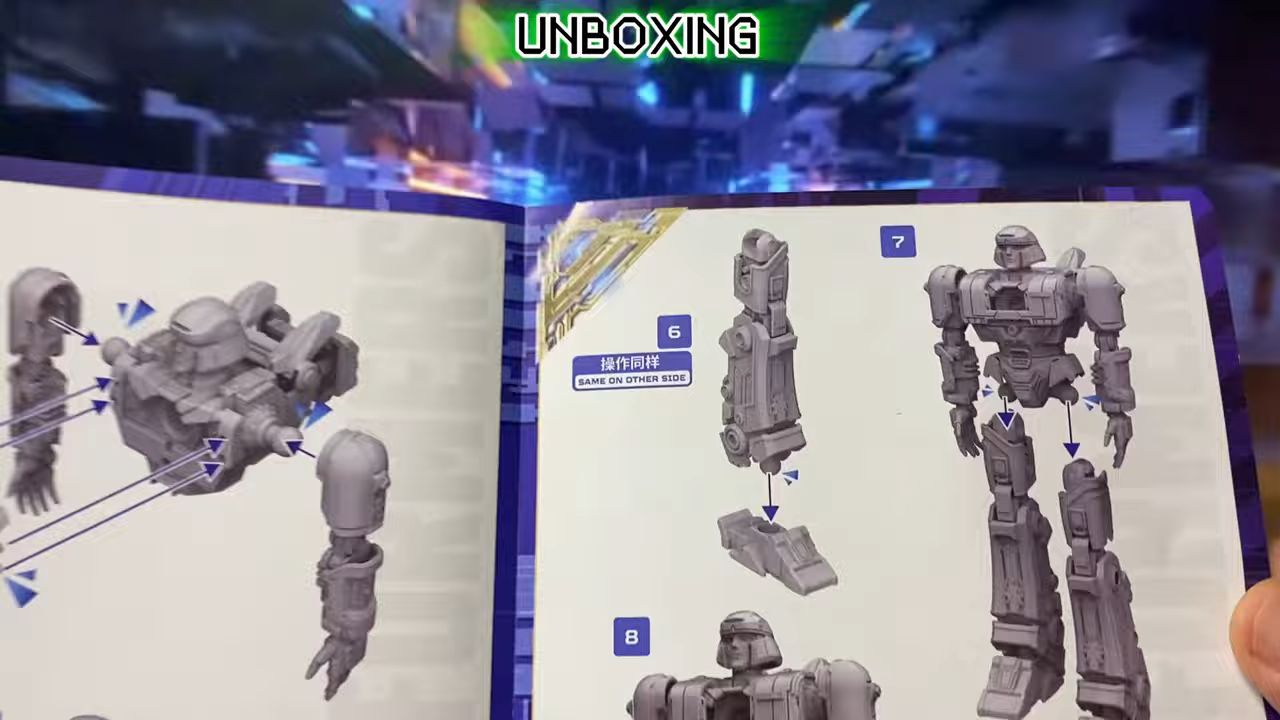 UNBOXING
6
操作同样
SAME ON OTHER SIDE
7
8